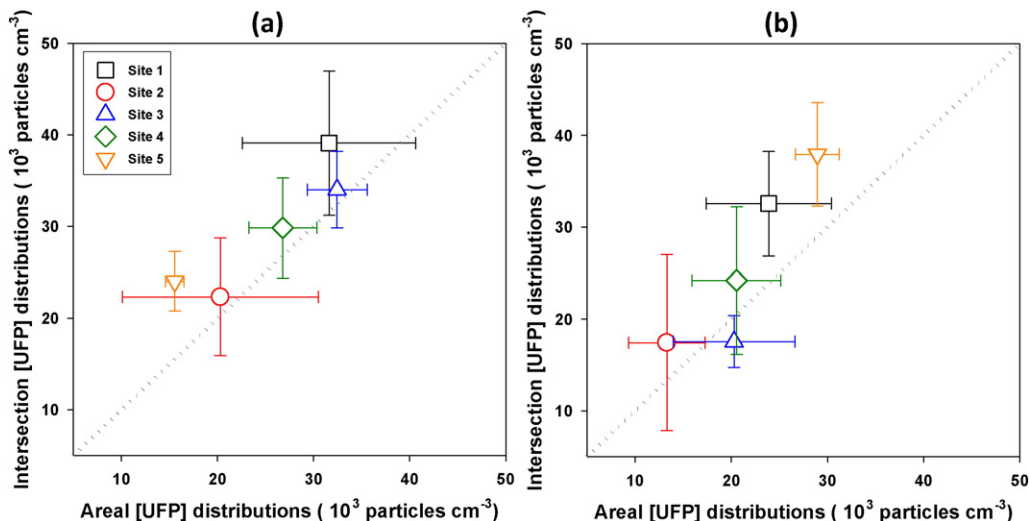 (a)
Intersection [UFP] distributions ( 10³ particles cm⁻³)
50
40
30
20
10
Site 1
Site 2
Site 3
Site 4
Site 5
10 20 30 40 50
Areal [UFP] distributions ( 10³ particles cm⁻³)
(b)
Intersection [UFP] distributions ( 10³ particles cm⁻³)
50
40
30
20
10
10 20 30 40 50
Areal [UFP] distributions ( 10³ particles cm⁻³)